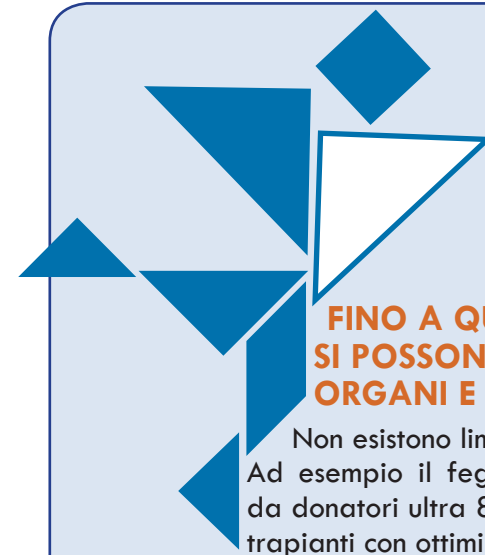 FINO A QU
SI POSSON
ORGANI E
Non esistono lim
Ad esempio il feg
da donatori ultra 8
trapianti con ottimi